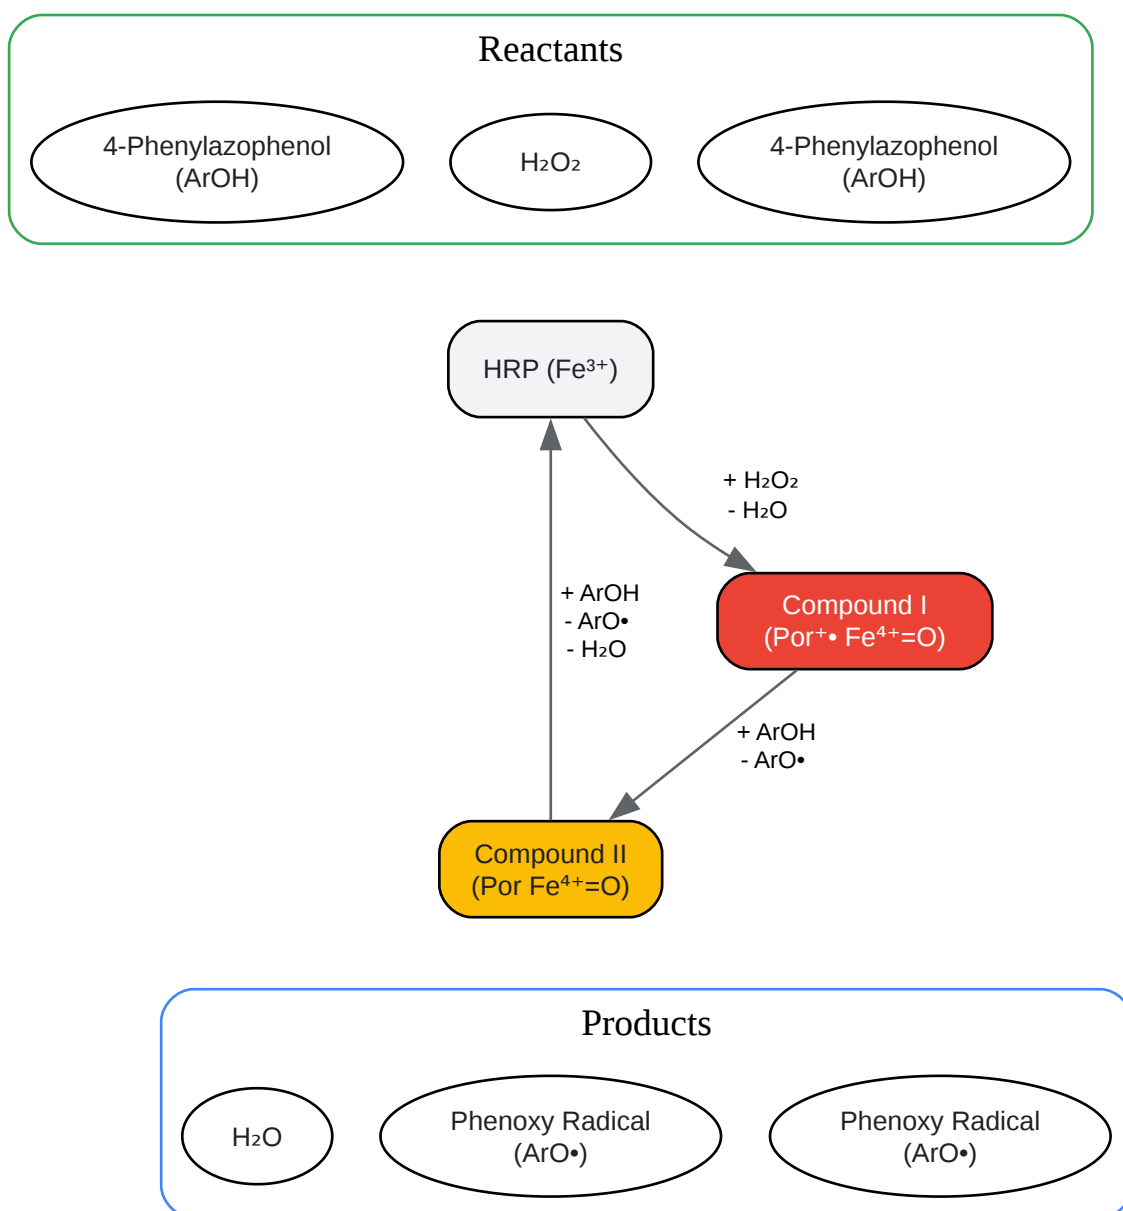 Reactants
4-Phenylazophenol
(ArOH)
H₂O₂
4-Phenylazophenol
(ArOH)
HRP (Fe³⁺)
+ H₂O₂
- H₂O
+ ArOH
- ArO•
- H₂O
Compound I
(Por⁺• Fe⁴⁺=O)
+ ArOH
- ArO•
Compound II
(Por Fe⁴⁺=O)
Products
H₂O
Phenoxy Radical
(ArO•)
Phenoxy Radical
(ArO•)